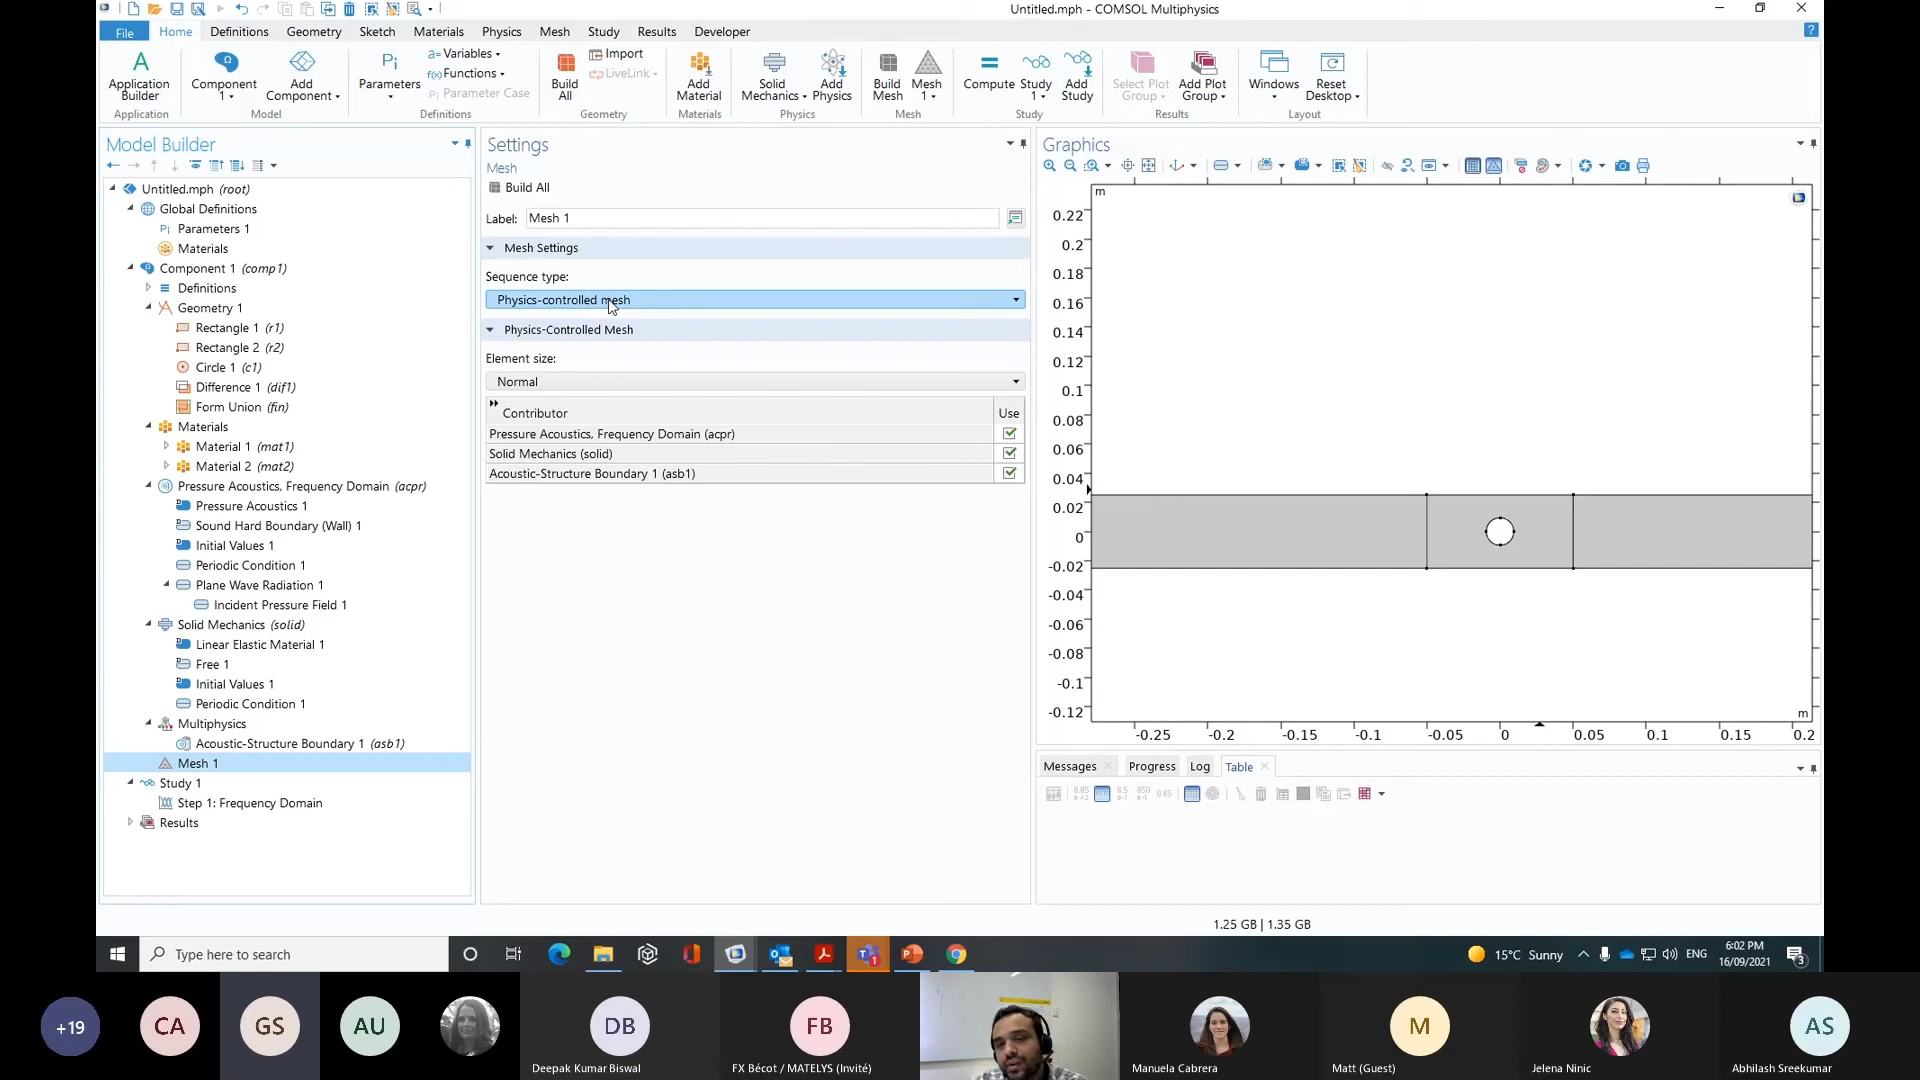 Untitled.mph - COMSOL Multiphysics
File Home Definitions Geometry Sketch Materials Physics Mesh Study Results Developer
Application Builder
Component 1
Add Component
Parameters
a= Variables
f(x) Functions
Pi Parameter Case
Build All
Import
LiveLink
Add Material
Solid Mechanics
Add Physics
Build Mesh
Mesh 1
Compute
Study 1
Add Study
Select Plot Group
Add Plot Group
Windows
Reset Desktop
Application Model Definitions Geometry Materials Physics Mesh Study Results Layout
Model Builder
Untitled.mph (root)
Global Definitions
Pi Parameters 1
Materials
Component 1 (comp1)
Definitions
Geometry 1
Rectangle 1 (r1)
Rectangle 2 (r2)
Circle 1 (c1)
Difference 1 (dif1)
Form Union (fin)
Materials
Material 1 (mat1)
Material 2 (mat2)
Pressure Acoustics, Frequency Domain (acpr)
Pressure Acoustics 1
Sound Hard Boundary (Wall) 1
Initial Values 1
Periodic Condition 1
Plane Wave Radiation 1
Incident Pressure Field 1
Solid Mechanics (solid)
Linear Elastic Material 1
Free 1
Initial Values 1
Periodic Condition 1
Multiphysics
Acoustic-Structure Boundary 1 (asb1)
Mesh 1
Study 1
Step 1: Frequency Domain
Results
Settings
Mesh
Build All
Label: Mesh 1
Mesh Settings
Sequence type:
Physics-controlled mesh
Physics-Controlled Mesh
Element size:
Normal
Contributor Use
Pressure Acoustics, Frequency Domain (acpr)
Solid Mechanics (solid)
Acoustic-Structure Boundary 1 (asb1)
Graphics
m
0.22
0.2
0.18
0.16
0.14
0.12
0.1
0.08
0.06
0.04
0.02
0
-0.02
-0.04
-0.06
-0.08
-0.1
-0.12
m
-0.25 -0.2 -0.15 -0.1 -0.05 0 0.05 0.1 0.15 0.2
Messages Progress Log Table
8.85 e-12 8.5 e-1 850 e-1 0.85
1.25 GB | 1.35 GB
Type here to search
15°C Sunny
ENG
6:02 PM
16/09/2021
3
+19
CA
GS
AU
DB
FB
M
AS
Deepak Kumar Biswal
FX Bécot / MATELYS (Invité)
Manuela Cabrera
Matt (Guest)
Jelena Ninic
Abhilash Sreekumar